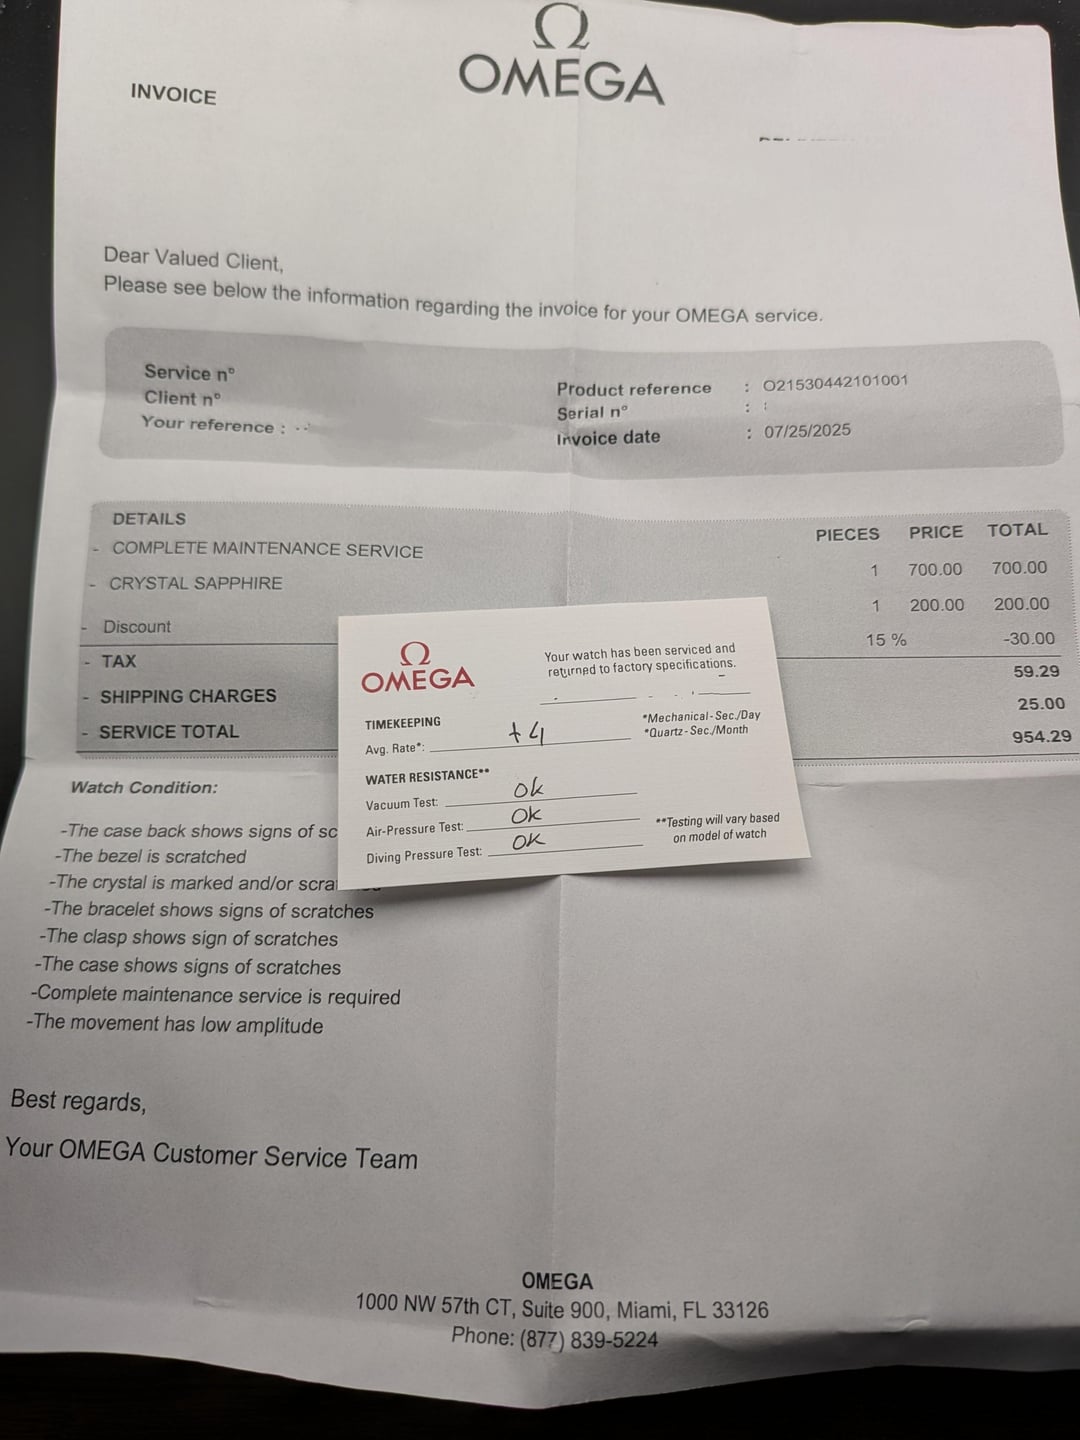 Ω
OMEGA
INVOICE
Dear Valued Client,
Please see below the information regarding the invoice for your OMEGA service.
Service n°
Client n°
Your reference :
Product reference : O21530442101001
Serial n° :
Invoice date : 07/25/2025
DETAILS PIECES PRICE TOTAL
- COMPLETE MAINTENANCE SERVICE 1 700.00 700.00
- CRYSTAL SAPPHIRE 1 200.00 200.00
- Discount 15 % -30.00
- TAX 59.29
- SHIPPING CHARGES 25.00
- SERVICE TOTAL 954.29
Ω
OMEGA
Your watch has been serviced and
returned to factory specifications.
TIMEKEEPING
Avg. Rate*: +4
*Mechanical - Sec./Day
*Quartz - Sec./Month
WATER RESISTANCE**
Vacuum Test: ok
Air-Pressure Test: OK
Diving Pressure Test: OK
**Testing will vary based
on model of watch
Watch Condition:
-The case back shows signs of
-The bezel is scratched
-The crystal is marked and/or
-The bracelet shows signs of scratches
-The clasp shows sign of scratches
-The case shows signs of scratches
-Complete maintenance service is required
-The movement has low amplitude
Best regards,
Your OMEGA Customer Service Team
OMEGA
1000 NW 57th CT, Suite 900, Miami, FL 33126
Phone: (877) 839-5224